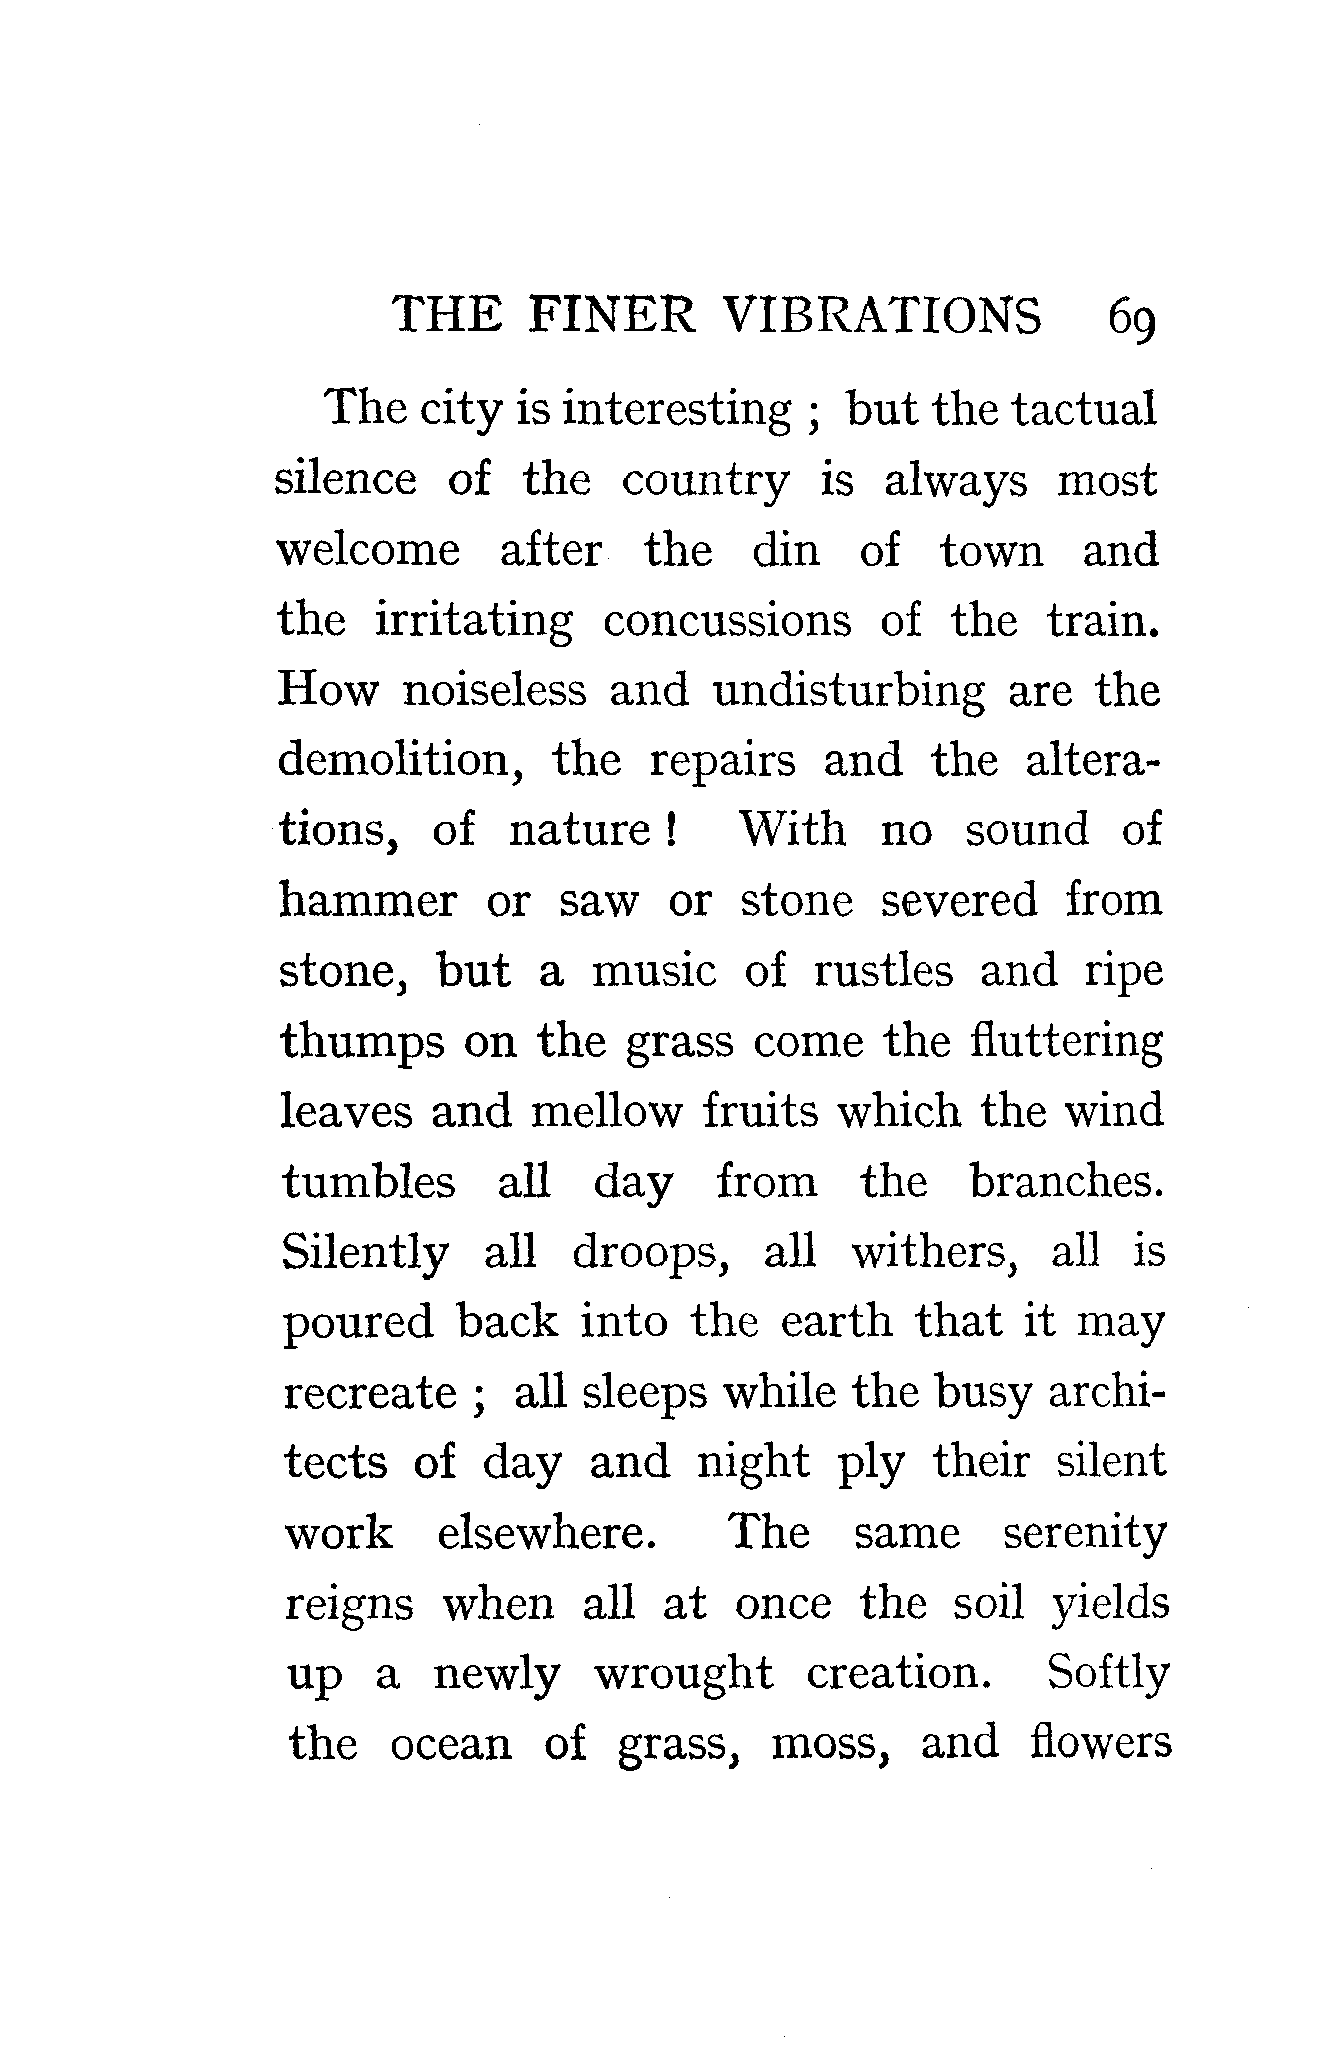 THE FINER VIBRATIONS 69
The city is interesting ; but the tactual
silence of the country is always most
welcome after the din of town and
the irritating concussions of the train.
How noiseless and undisturbing are the
demolition, the repairs and the altera-
tions, of nature ! With no sound of
hammer or saw or stone severed from
stone, but a music of rustles and ripe
thumps on the grass come the fluttering
leaves and mellow fruits which the wind
tumbles all day from the branches.
Silently all droops, all withers, all is
poured back into the earth that it may
recreate ; all sleeps while the busy archi-
tects of day and night ply their silent
work elsewhere. The same serenity
reigns when all at once the soil yields
up a newly wrought creation. Softly
the ocean of grass, moss, and flowers